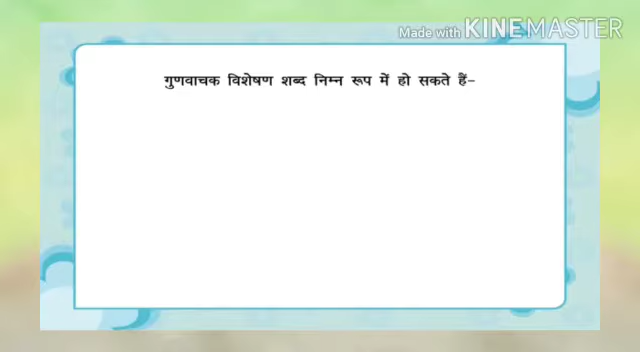 Made with KINEMASTER
गुणवाचक विशेषण शब्द निम्न रूप में हो सकते हैं–